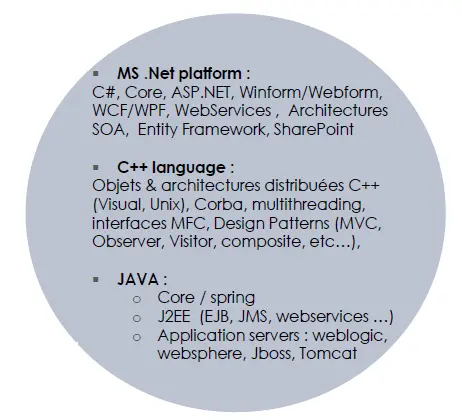 ▪ MS .Net platform :
C#, Core, ASP.NET, Winform/Webform,
WCF/WPF, WebServices , Architectures
SOA, Entity Framework, SharePoint
▪ C++ language :
Objets & architectures distribuées C++
(Visual, Unix), Corba, multithreading,
interfaces MFC, Design Patterns (MVC,
Observer, Visitor, composite, etc…),
▪ JAVA :
o Core / spring
o J2EE (EJB, JMS, webservices …)
o Application servers : weblogic,
websphere, Jboss, Tomcat